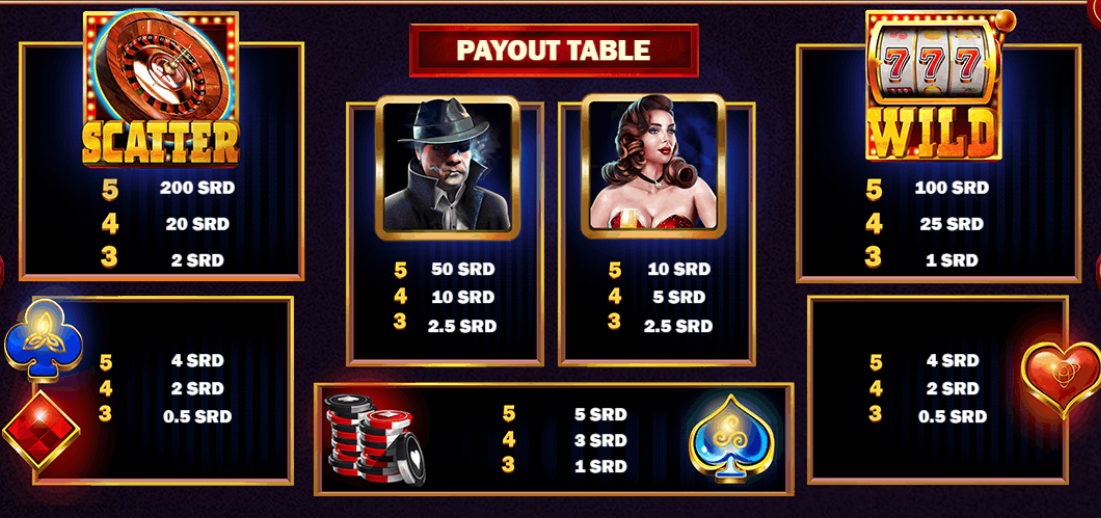 PAYOUT TABLE
SCATTER
5 200 SRD
4 20 SRD
3 2 SRD
5 50 SRD
4 10 SRD
3 2.5 SRD
5 10 SRD
4 5 SRD
3 2.5 SRD
777
WILD
5 100 SRD
4 25 SRD
3 1 SRD
5 4 SRD
4 2 SRD
3 0.5 SRD
5 5 SRD
4 3 SRD
3 1 SRD
5 4 SRD
4 2 SRD
3 0.5 SRD